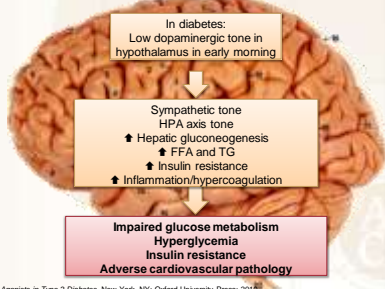 In diabetes:
Low dopaminergic tone in
hypothalamus in early morning
Sympathetic tone
HPA axis tone
⬆ Hepatic gluconeogenesis
⬆ FFA and TG
⬆ Insulin resistance
⬆ Inflammation/hypercoagulation
Impaired glucose metabolism
Hyperglycemia
Insulin resistance
Adverse cardiovascular pathology
Agonists in Type 2 Diabetes. New York, NY: Oxford University Press; 2010